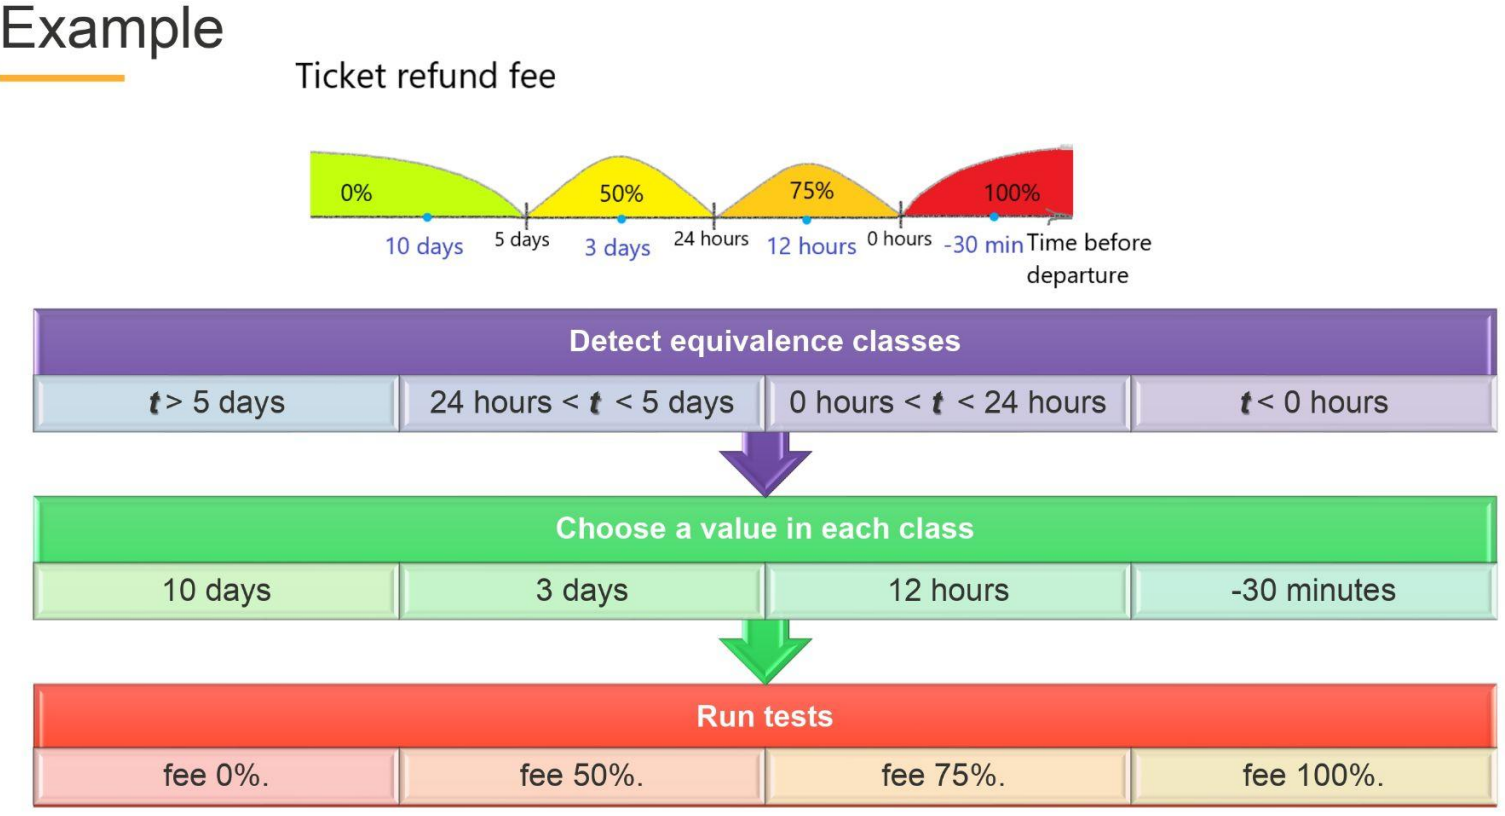 Example
Ticket refund fee
0% 50% 75% 100%
10 days 5 days 3 days 24 hours 12 hours 0 hours -30 min Time before
departure
Detect equivalence classes
t > 5 days 24 hours < t < 5 days 0 hours < t < 24 hours t < 0 hours
Choose a value in each class
10 days 3 days 12 hours -30 minutes
Run tests
fee 0%. fee 50%. fee 75%. fee 100%.